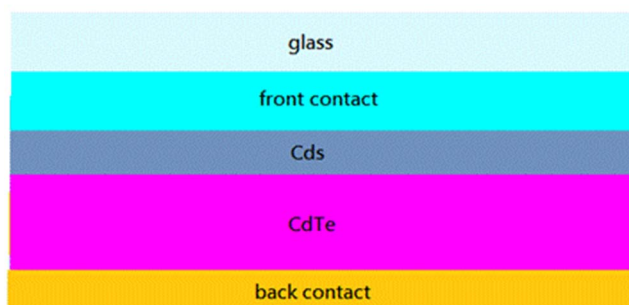 glass
front contact
Cds
CdTe
back contact